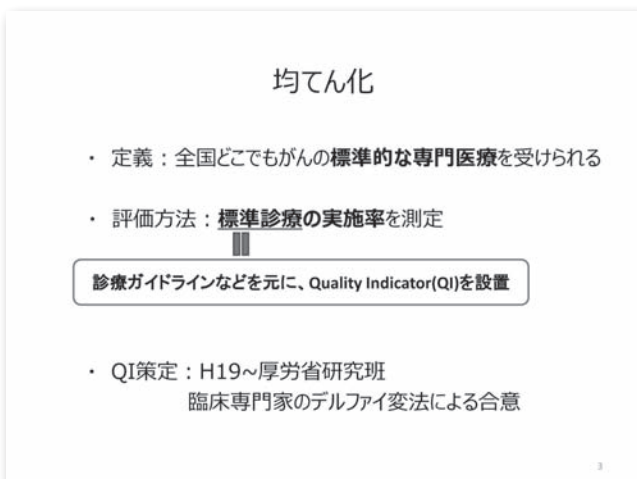 均てん化
・ 定義：全国どこでもがんの標準的な専門医療を受けられる
・ 評価方法：標準診療の実施率を測定
診療ガイドラインなどを元に、Quality Indicator(QI)を設置
・ QI策定：H19~厚労省研究班
臨床専門家のデルファイ変法による合意
3